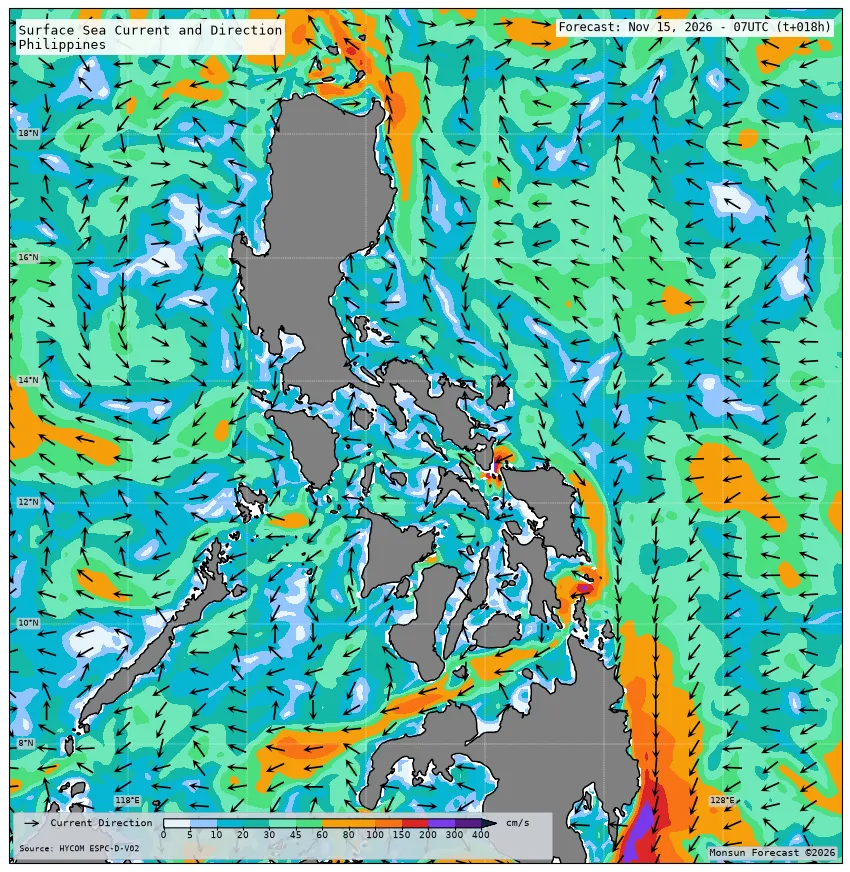 Surface Sea Current and Direction
Philippines
Forecast: Nov 15, 2026 - 07UTC (t+018h)
18°N
16°N
14°N
12°N
10°N
8°N
118°E
128°E
Current Direction
0 5 10 20 30 45 60 80 100 150 200 300 400
cm/s
Source: HYCOM ESPC-D-V02
Monsun Forecast ©2026